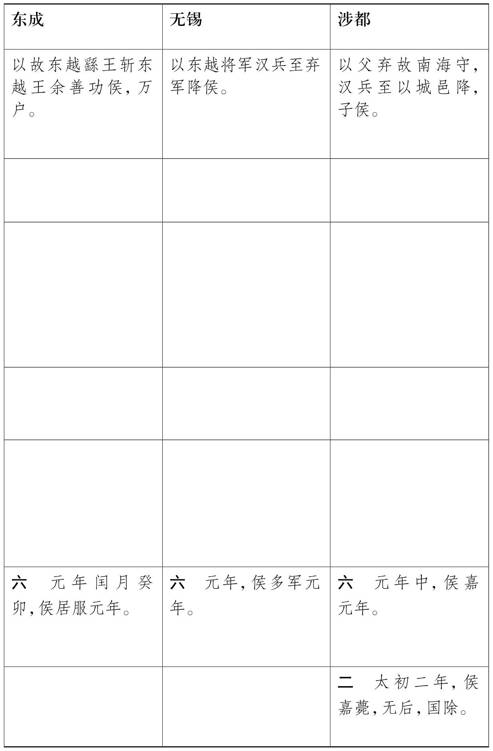 东成
无锡
涉都
以故东越繇王斩东
越王余善功侯，万
户。
以东越将军汉兵至弃
军降侯。
以父弃故南海守，
汉兵至以城邑降，
子侯。
六 元年闰月癸
卯，侯居服元年。
六 元年，侯多军元
年。
六 元年中，侯嘉
元年。
二 太初二年，侯
嘉薨，无后，国除。